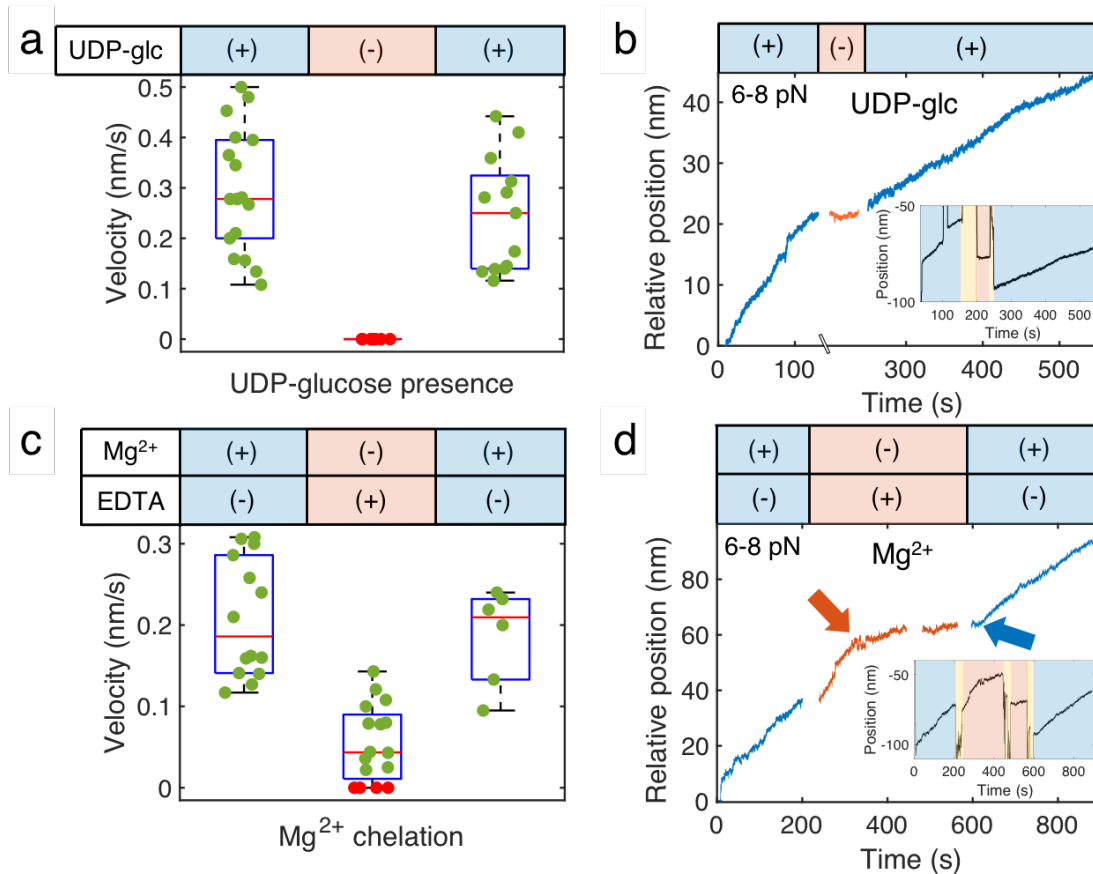 a
UDP-glc (+) (-) (+)
0.5
0.4
0.3
0.2
0.1
0
Velocity (nm/s)
UDP-glucose presence
b
(+) (-) (+)
6-8 pN UDP-glc
40
30
20
10
0
Relative position (nm)
100 300 400 500
Time (s)
-50
-100
Position (nm)
100 200 300 400 500
Time (s)
c
Mg²⁺ (+) (-) (+)
EDTA (-) (+) (-)
0.3
0.2
0.1
0
Velocity (nm/s)
Mg²⁺ chelation
d
(+) (-) (+)
(-) (+) (-)
6-8 pN Mg²⁺
80
60
40
20
0
Relative position (nm)
0 200 400 600 800
Time (s)
-50
-100
Position (nm)
0 200 400 600 800
Time (s)